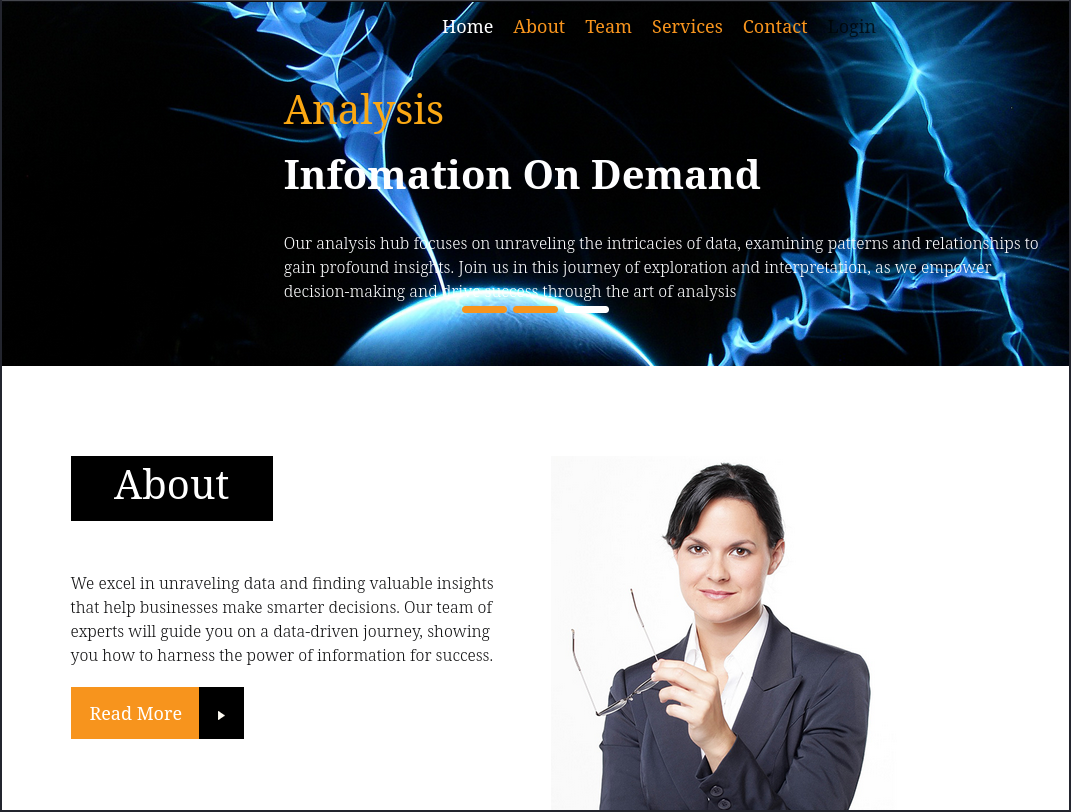 Home About Team Services Contact Login
Analysis
Infomation On Demand
Our analysis hub focuses on unraveling the intricacies of data, examining patterns and relationships to
gain profound insights. Join us in this journey of exploration and interpretation, as we empower
decision-making and drive success through the art of analysis
About
We excel in unraveling data and finding valuable insights
that help businesses make smarter decisions. Our team of
experts will guide you on a data-driven journey, showing
you how to harness the power of information for success.
Read More